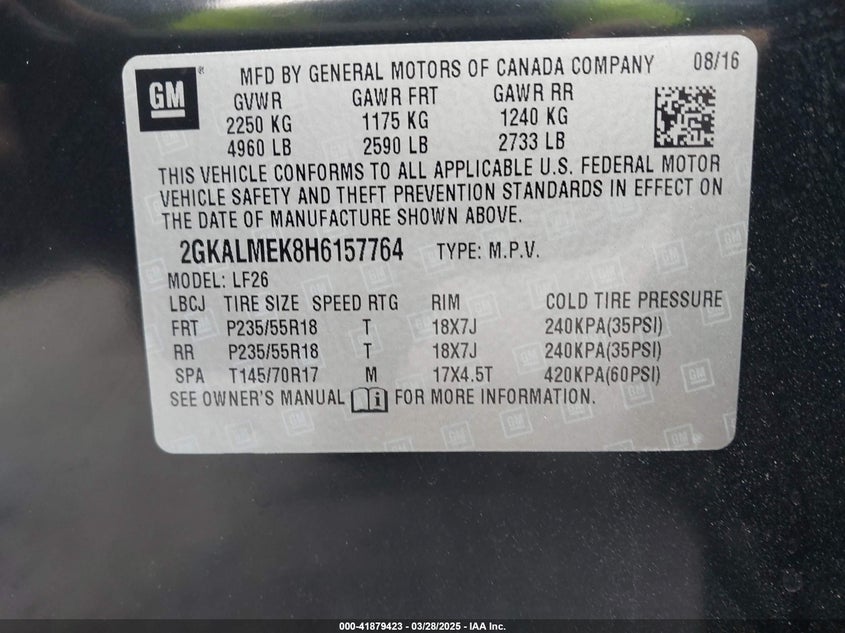 GM
MFD BY GENERAL MOTORS OF CANADA COMPANY 08/16
GVWR GAWR FRT GAWR RR
2250 KG 1175 KG 1240 KG
4960 LB 2590 LB 2733 LB
THIS VEHICLE CONFORMS TO ALL APPLICABLE U.S. FEDERAL MOTOR
VEHICLE SAFETY AND THEFT PREVENTION STANDARDS IN EFFECT ON
THE DATE OF MANUFACTURE SHOWN ABOVE.
2GKALMEK8H6157764 TYPE: M.P.V.
MODEL: LF26
LBCJ TIRE SIZE SPEED RTG RIM COLD TIRE PRESSURE
FRT P235/55R18 T 18X7J 240KPA(35PSI)
RR P235/55R18 T 18X7J 240KPA(35PSI)
SPA T145/70R17 M 17X4.5T 420KPA(60PSI)
SEE OWNER'S MANUAL FOR MORE INFORMATION.
000-41879423 — 03/28/2025 — IAA Inc.